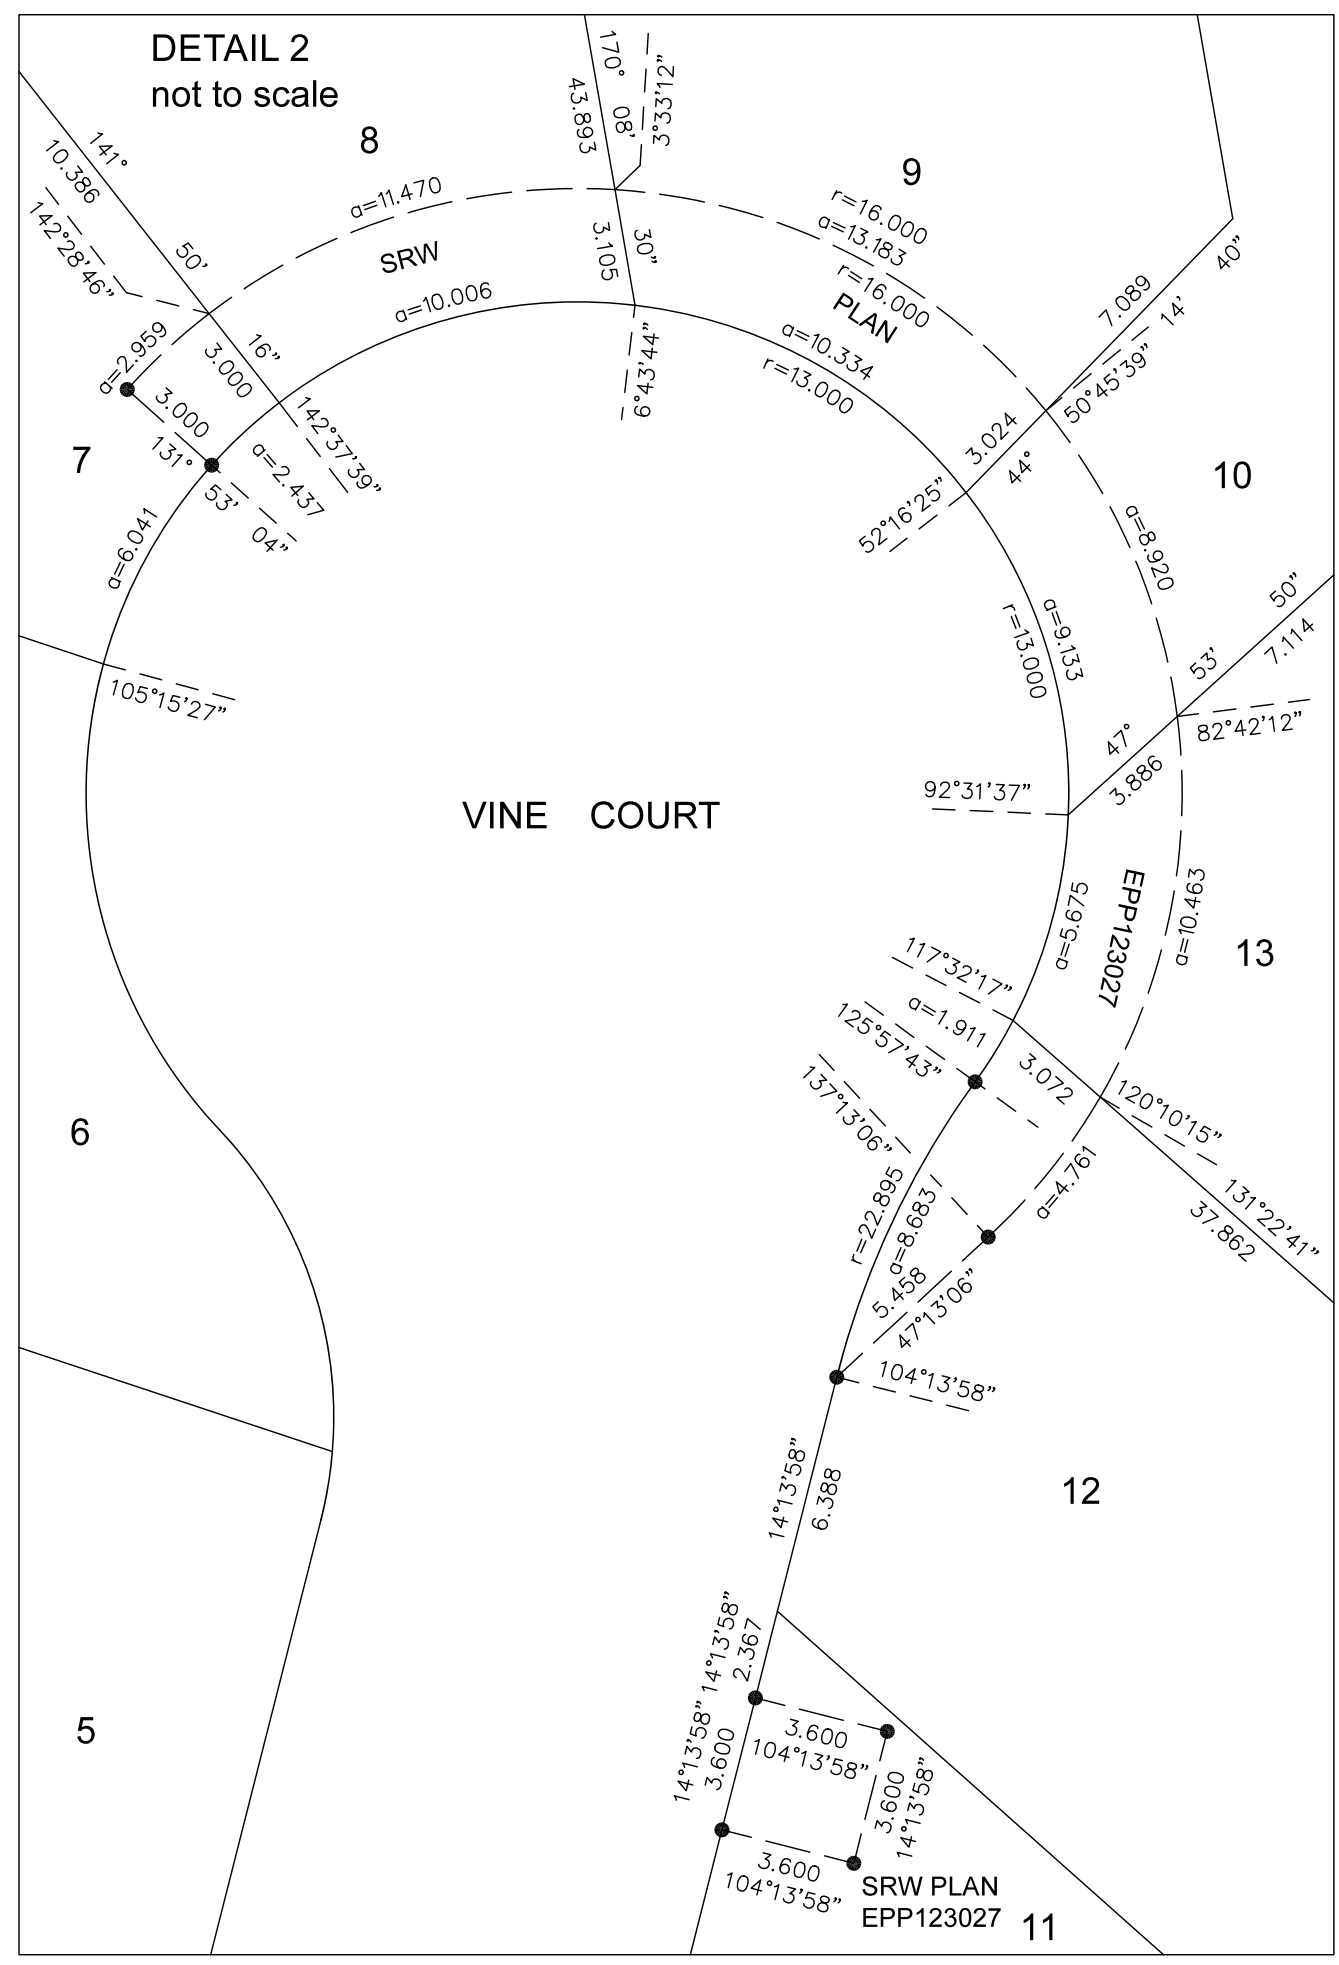 DETAIL 2
not to scale
8
9
170°
08'
30"
43.893
3°33'12"
141°
50'
16"
10.386
142°28'46"
a=11.470
SRW
a=10.006
3.105
6°43'44"
r=16.000
a=13.183
r=16.000
PLAN
a=10.334
r=13.000
7.089
40"
14'
44°
50°45'39"
3.024
52°16'25"
a=2.959
3.000
3.000
142°37'39"
131°
53'
04"
a=2.437
7
a=6.041
105°15'27"
10
a=8.920
a=9.133
r=13.000
50"
53'
47°
7.114
82°42'12"
3.886
92°31'37"
VINE COURT
EPP123027
a=5.675
a=10.463
13
117°32'17"
a=1.911
125°57'43"
3.072
137°13'06"
120°10'15"
131°22'41"
37.862
a=4.761
6
r=22.895
a=8.683
5.458
47°13'06"
104°13'58"
14°13'58"
6.388
12
14°13'58"
2.367
14°13'58"
3.600
3.600
104°13'58"
3.600
14°13'58"
3.600
104°13'58"
5
SRW PLAN
EPP123027
11